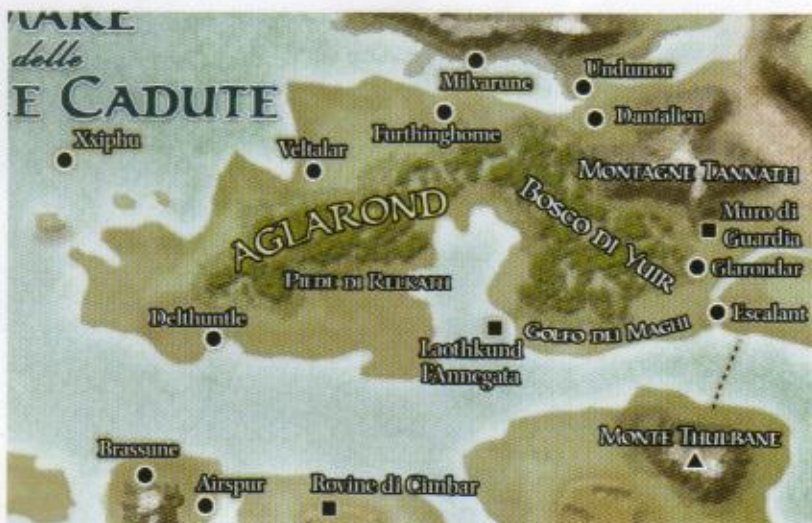 MARE
delle
E CADUTE
Xxiphu
Milvarune
Undumor
Furthinghome
Dantalien
Veltalar
MONTAGNE TANNATH
AGLAROND
BOSCO DI YUIR
Muro di
Guardia
Glarondar
PIEDE DI RELKATH
Delthuntle
Laothkund
l'Annegata
GOLFO DEI MAGHI
Escalant
Brassune
Airspur
Rovine di Cimbar
MONTE THULBANE